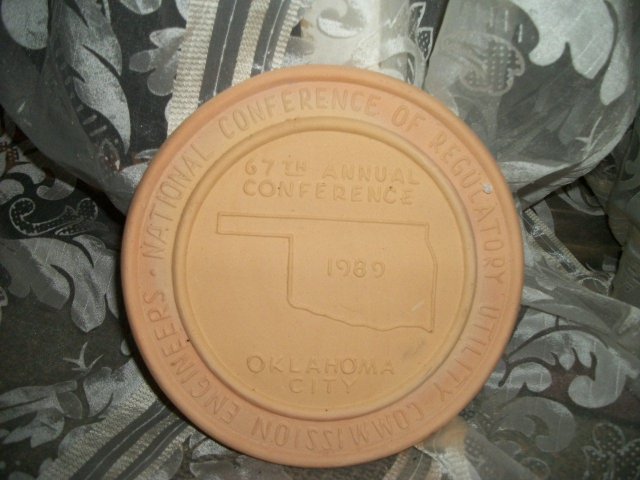 NATIONAL CONFERENCE OF REGULATORY UTILITY COMMISSION ENGINEERS •
67TH ANNUAL
CONFERENCE
1989
OKLAHOMA
CITY